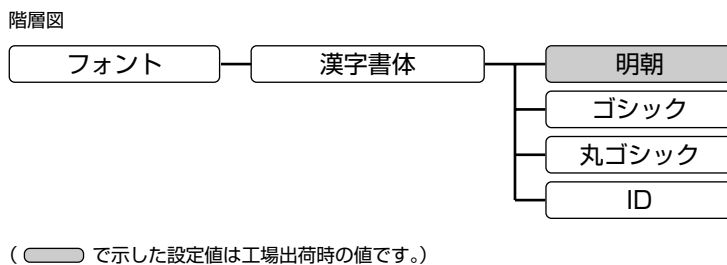 階層図
フォント
漢字書体
明朝
ゴシック
丸ゴシック
ID
( で示した設定値は工場出荷時の値です。)